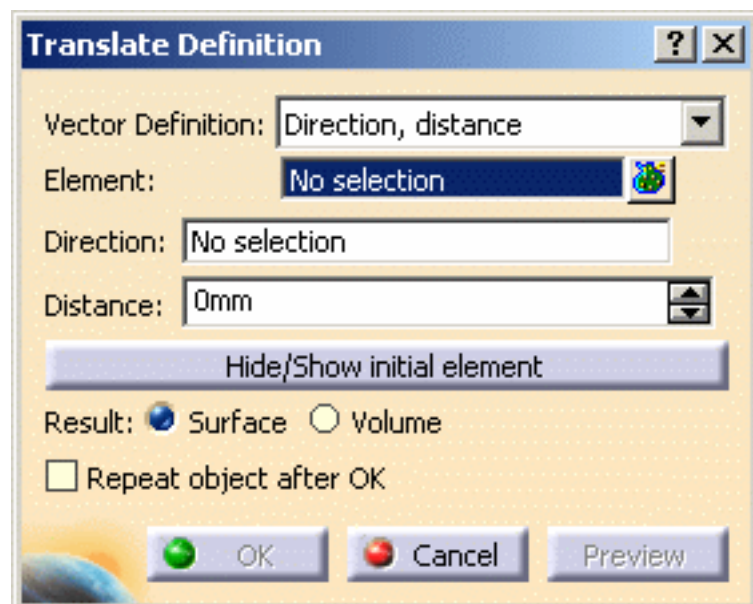 Translate Definition ? X
Vector Definition: Direction, distance
Element: No selection
Direction: No selection
Distance: 0mm
Hide/Show initial element
Result: Surface Volume
Repeat object after OK
OK Cancel Preview